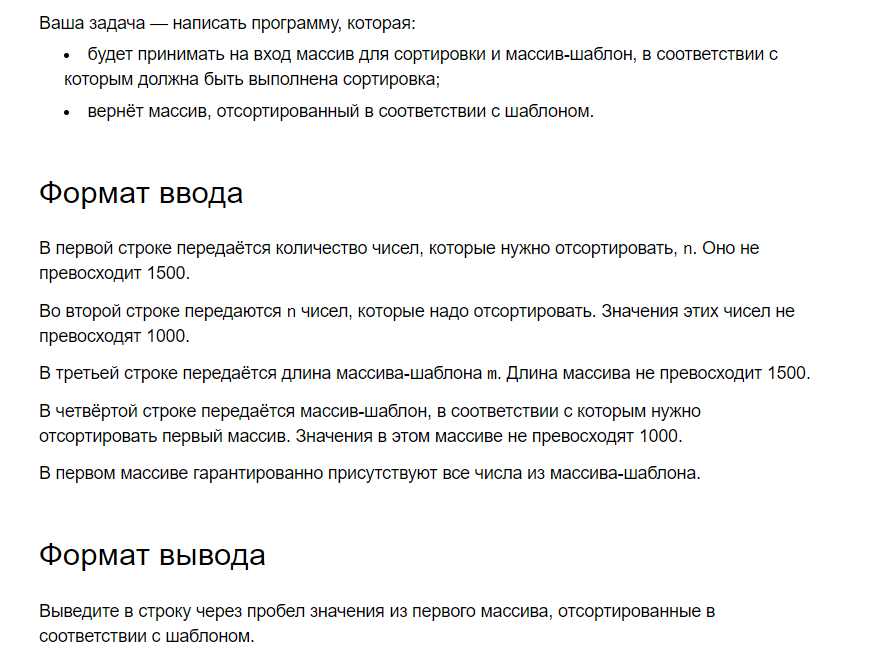 Ваша задача — написать программу, которая:
• будет принимать на вход массив для сортировки и массив-шаблон, в соответствии с
которым должна быть выполнена сортировка;
• вернёт массив, отсортированный в соответствии с шаблоном.
Формат ввода
В первой строке передаётся количество чисел, которые нужно отсортировать, n. Оно не
превосходит 1500.
Во второй строке передаются n чисел, которые надо отсортировать. Значения этих чисел не
превосходят 1000.
В третьей строке передаётся длина массива-шаблона m. Длина массива не превосходит 1500.
В четвёртой строке передаётся массив-шаблон, в соответствии с которым нужно
отсортировать первый массив. Значения в этом массиве не превосходят 1000.
В первом массиве гарантированно присутствуют все числа из массива-шаблона.
Формат вывода
Выведите в строку через пробел значения из первого массива, отсортированные в
соответствии с шаблоном.